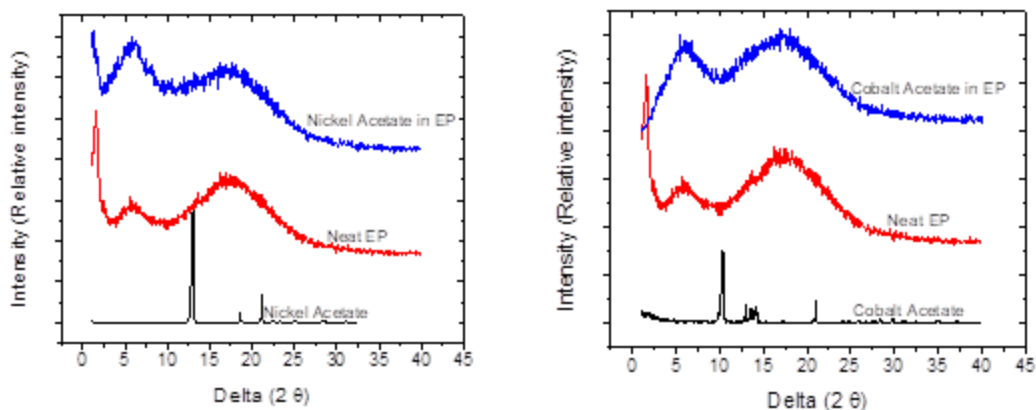 Intensity (Relative intensity)
Nickel Acetate in EP
Neat EP
Nickel Acetate
0 5 10 15 20 25 30 35 40 45
Delta (2 θ)
Intensity (Relative intensity)
Cobalt Acetate in EP
Neat EP
Cobalt Acetate
0 5 10 15 20 25 30 35 40 45
Delta (2 θ)